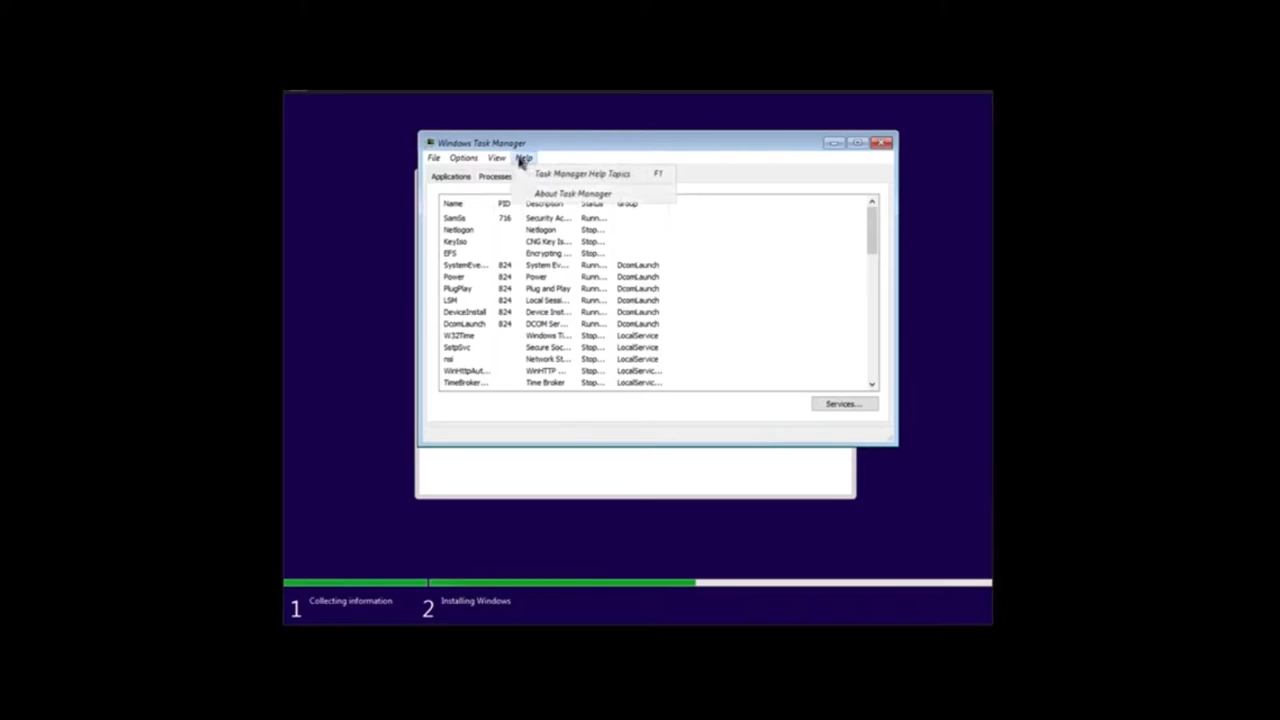 Windows Task Manager
File Options View Help
Task Manager Help Topics F1
Applications Processes
About Task Manager
Name PID Description Status Group
SamSs 716 Security Ac... Runn...
Netlogon Netlogon Stop...
KeyIso CNG Key Is... Stop...
EFS Encrypting ... Stop...
SystemEve... 824 System Ev... Runn... DcomLaunch
Power 824 Power Runn... DcomLaunch
PlugPlay 824 Plug and Play Runn... DcomLaunch
LSM 824 Local Sessi... Runn... DcomLaunch
DeviceInstall 824 Device Inst... Runn... DcomLaunch
DcomLaunch 824 DCOM Ser... Runn... DcomLaunch
W32Time Windows Ti... Stop... LocalService
SstpSvc Secure Soc... Stop... LocalService
nsi Network St... Stop... LocalService
WinHttpAut... WinHTTP ... Stop... LocalServic...
TimeBroker... Time Broker Stop... LocalServic...
Services...
1 Collecting information 2 Installing Windows